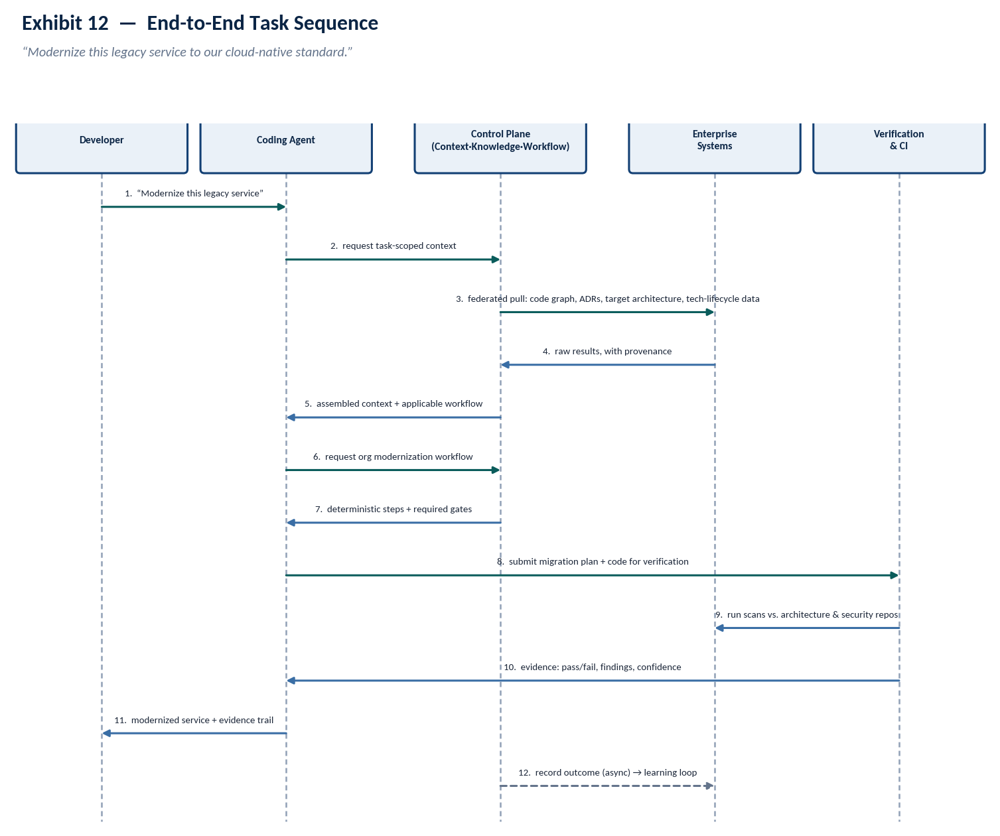 Exhibit 12 — End-to-End Task Sequence
“Modernize this legacy service to our cloud-native standard.”
Developer
Coding Agent
Control Plane
(Context·Knowledge·Workflow)
Enterprise
Systems
Verification
& CI
1. “Modernize this legacy service”
2. request task-scoped context
3. federated pull: code graph, ADRs, target architecture, tech-lifecycle data
4. raw results, with provenance
5. assembled context + applicable workflow
6. request org modernization workflow
7. deterministic steps + required gates
8. submit migration plan + code for verification
9. run scans vs. architecture & security repos
10. evidence: pass/fail, findings, confidence
11. modernized service + evidence trail
12. record outcome (async) → learning loop